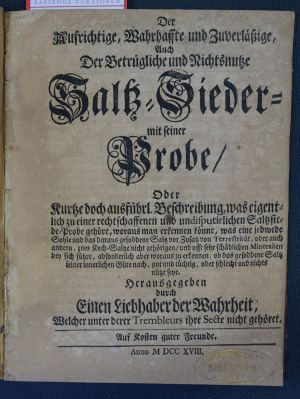 BASSENGE AUKTIONEN
Der
Aufrichtige, Wahrhaffte und Zuverläßige,
Auch
Der Betrügliche und Nichtsnutze
Saltz-Sieder-
mit seiner
Probe/
Oder
Kurtze doch ausführl. Beschreibung, was eigent-
lich zu einer rechtschaffenen und undisputirlichen Saltzsie-
de-Probe gehöre, woraus man erkennen könne, was eine jedwede
Sohle und das daraus gesottene Saltz vor Zusatz von Terrestrität, oder auch
andern, zum Koch-Saltze nicht gehörigen, und offt sehr schädlichen Mineralien
bey sich führe, absonderlich aber woraus zu erkennen, ob das gesottene Saltz
seiner innerlichen Güte nach, gut und tüchtig, oder schlecht und nichts
nütze seye.
Herausgegeben
durch
Einen Liebhaber der Wahrheit,
Welcher unter derer Trembleurs ihre Secte nicht gehöret.
Auf Kosten guter Freunde.
Anno M DCC XVIII.